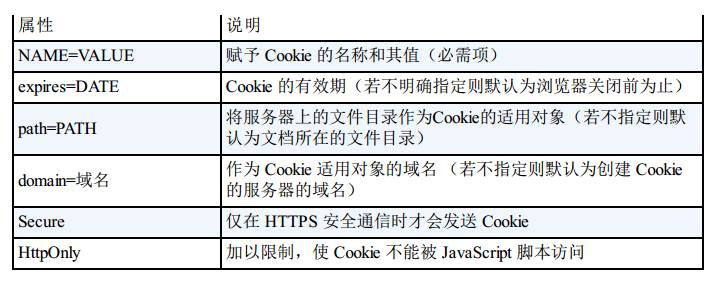 属性 说明
NAME=VALUE 赋予 Cookie 的名称和其值（必需项）
expires=DATE Cookie 的有效期（若不明确指定则默认为浏览器关闭前为止）
path=PATH 将服务器上的文件目录作为Cookie的适用对象（若不指定则默
认为文档所在的文件目录）
domain=域名 作为 Cookie 适用对象的域名 （若不指定则默认为创建 Cookie
的服务器的域名）
Secure 仅在 HTTPS 安全通信时才会发送 Cookie
HttpOnly 加以限制，使 Cookie 不能被 JavaScript 脚本访问